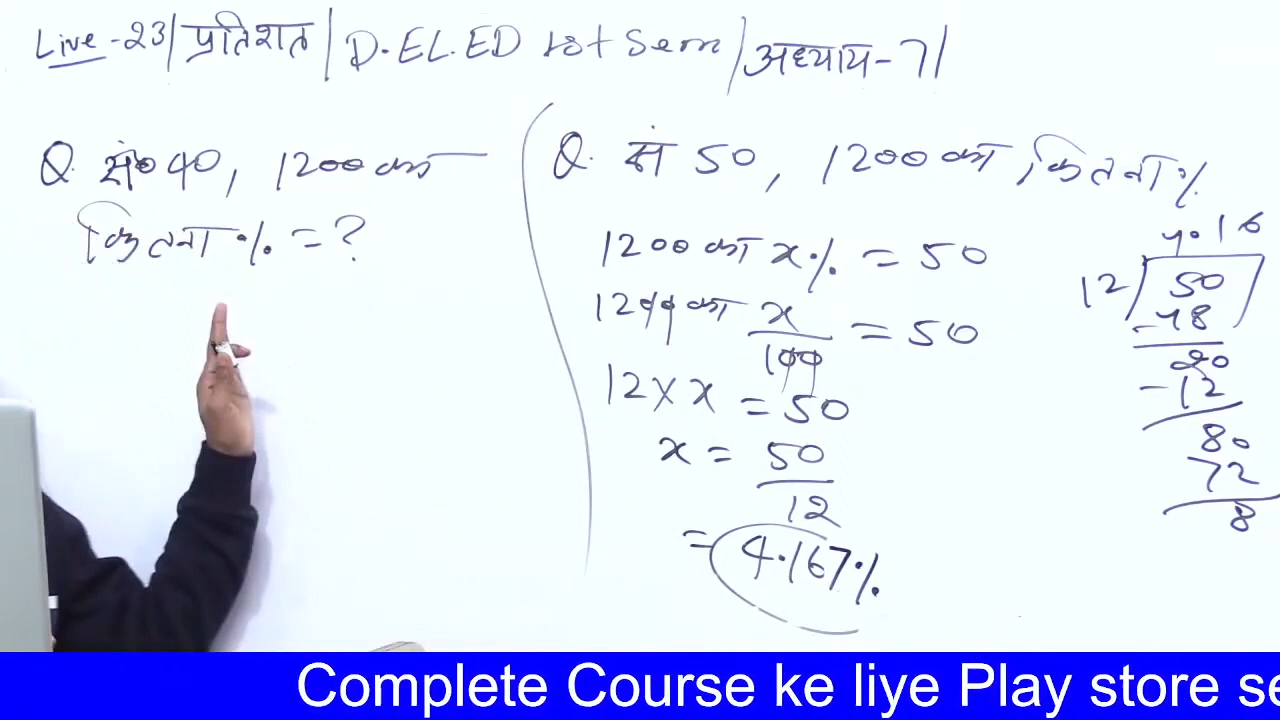 Live-23/प्रतिशत/D.EL.ED 1st Sem/अध्याय-7/
Q. सं० 40, 1200 का
कितना % = ?
Q. सं 50, 1200 का कितना %
1200 का x% = 50
1200 का x/100 = 50
12 × x = 50
x = 50/12
= 4.167%
4.16
12 50
-48
20
-12
80
72
8
Complete Course ke liye Play store se